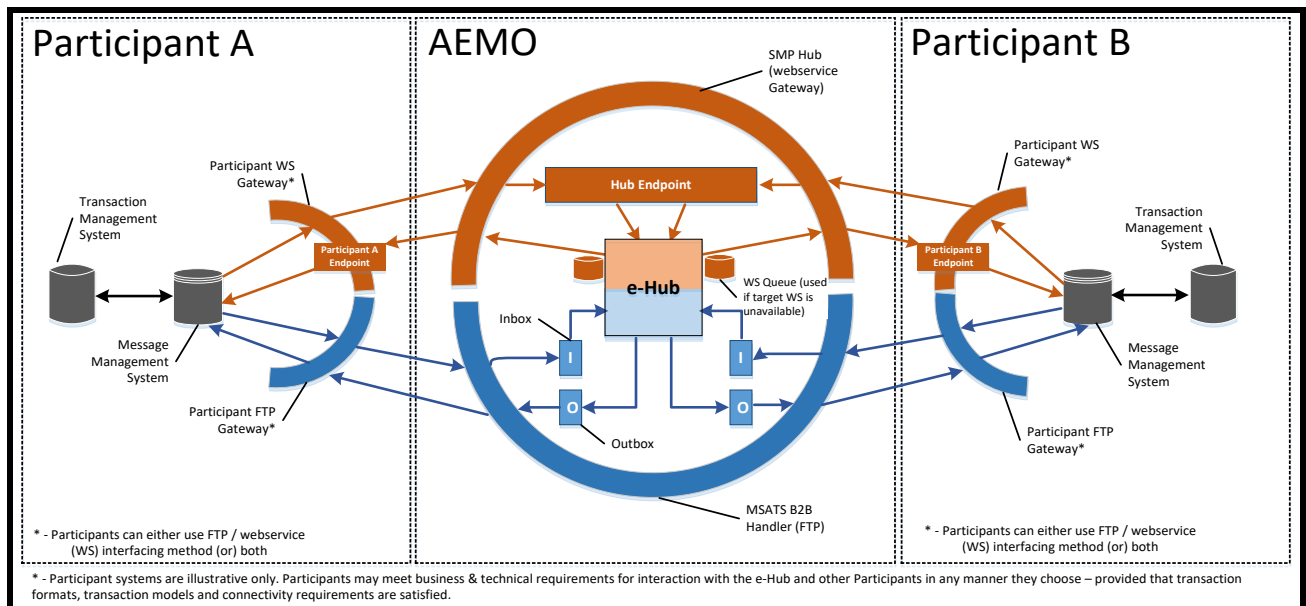 Participant A
AEMO
Participant B
SMP Hub
(webservice
Gateway)
Participant WS
Gateway*
Transaction
Management
System
Participant A
Endpoint
Message
Management
System
Participant FTP
Gateway*
Hub Endpoint
e-Hub
WS Queue (used
if target WS is
unavailable)
Inbox
I
I
O
O
Outbox
MSATS B2B
Handler (FTP)
Participant WS
Gateway*
Transaction
Management
System
Participant B
Endpoint
Message
Management
System
Participant FTP
Gateway*
* - Participants can either use FTP / webservice
(WS) interfacing method (or) both
* - Participants can either use FTP / webservice
(WS) interfacing method (or) both
* - Participant systems are illustrative only. Participants may meet business & technical requirements for interaction with the e-Hub and other Participants in any manner they choose – provided that transaction
formats, transaction models and connectivity requirements are satisfied.